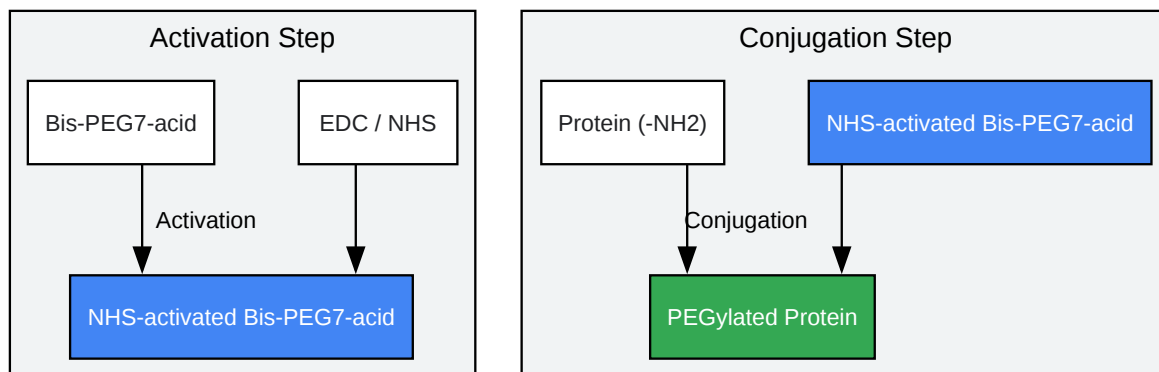 Activation Step
Bis-PEG7-acid
EDC / NHS
Activation
NHS-activated Bis-PEG7-acid
Conjugation Step
Protein (-NH2)
NHS-activated Bis-PEG7-acid
Conjugation
PEGylated Protein